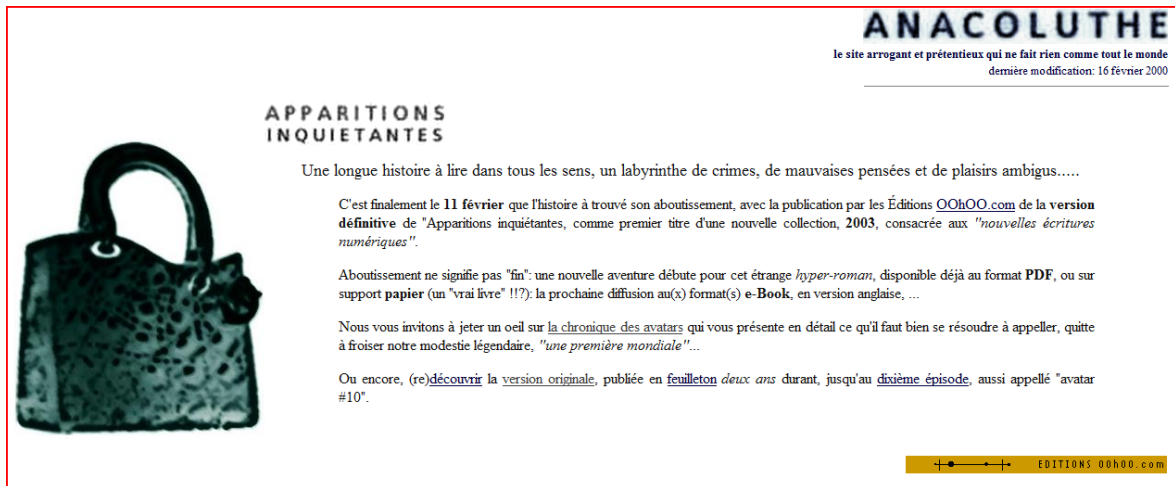 ANACOLUTHE
le site arrogant et prétentieux qui ne fait rien comme tout le monde
dernière modification: 16 février 2000
APPARITIONS
INQUIETANTES
Une longue histoire à lire dans tous les sens, un labyrinthe de crimes, de mauvaises pensées et de plaisirs ambigus.....
C'est finalement le 11 février que l'histoire à trouvé son aboutissement, avec la publication par les Éditions OOhOO.com de la version
définitive de "Apparitions inquiétantes, comme premier titre d'une nouvelle collection, 2003, consacrée aux "nouvelles écritures
numériques".
Aboutissement ne signifie pas "fin": une nouvelle aventure débute pour cet étrange hyper-roman, disponible déjà au format PDF, ou sur
support papier (un "vrai livre" !!?): la prochaine diffusion au(x) format(s) e-Book, en version anglaise, ...
Nous vous invitons à jeter un oeil sur la chronique des avatars qui vous présente en détail ce qu'il faut bien se résoudre à appeller, quitte
à froiser notre modestie légendaire, "une première mondiale"...
Ou encore, (re)découvrir la version originale, publiée en feuilleton deux ans durant, jusqu'au dixième épisode, aussi appellé "avatar
#10".
EDITIONS 00h00.com